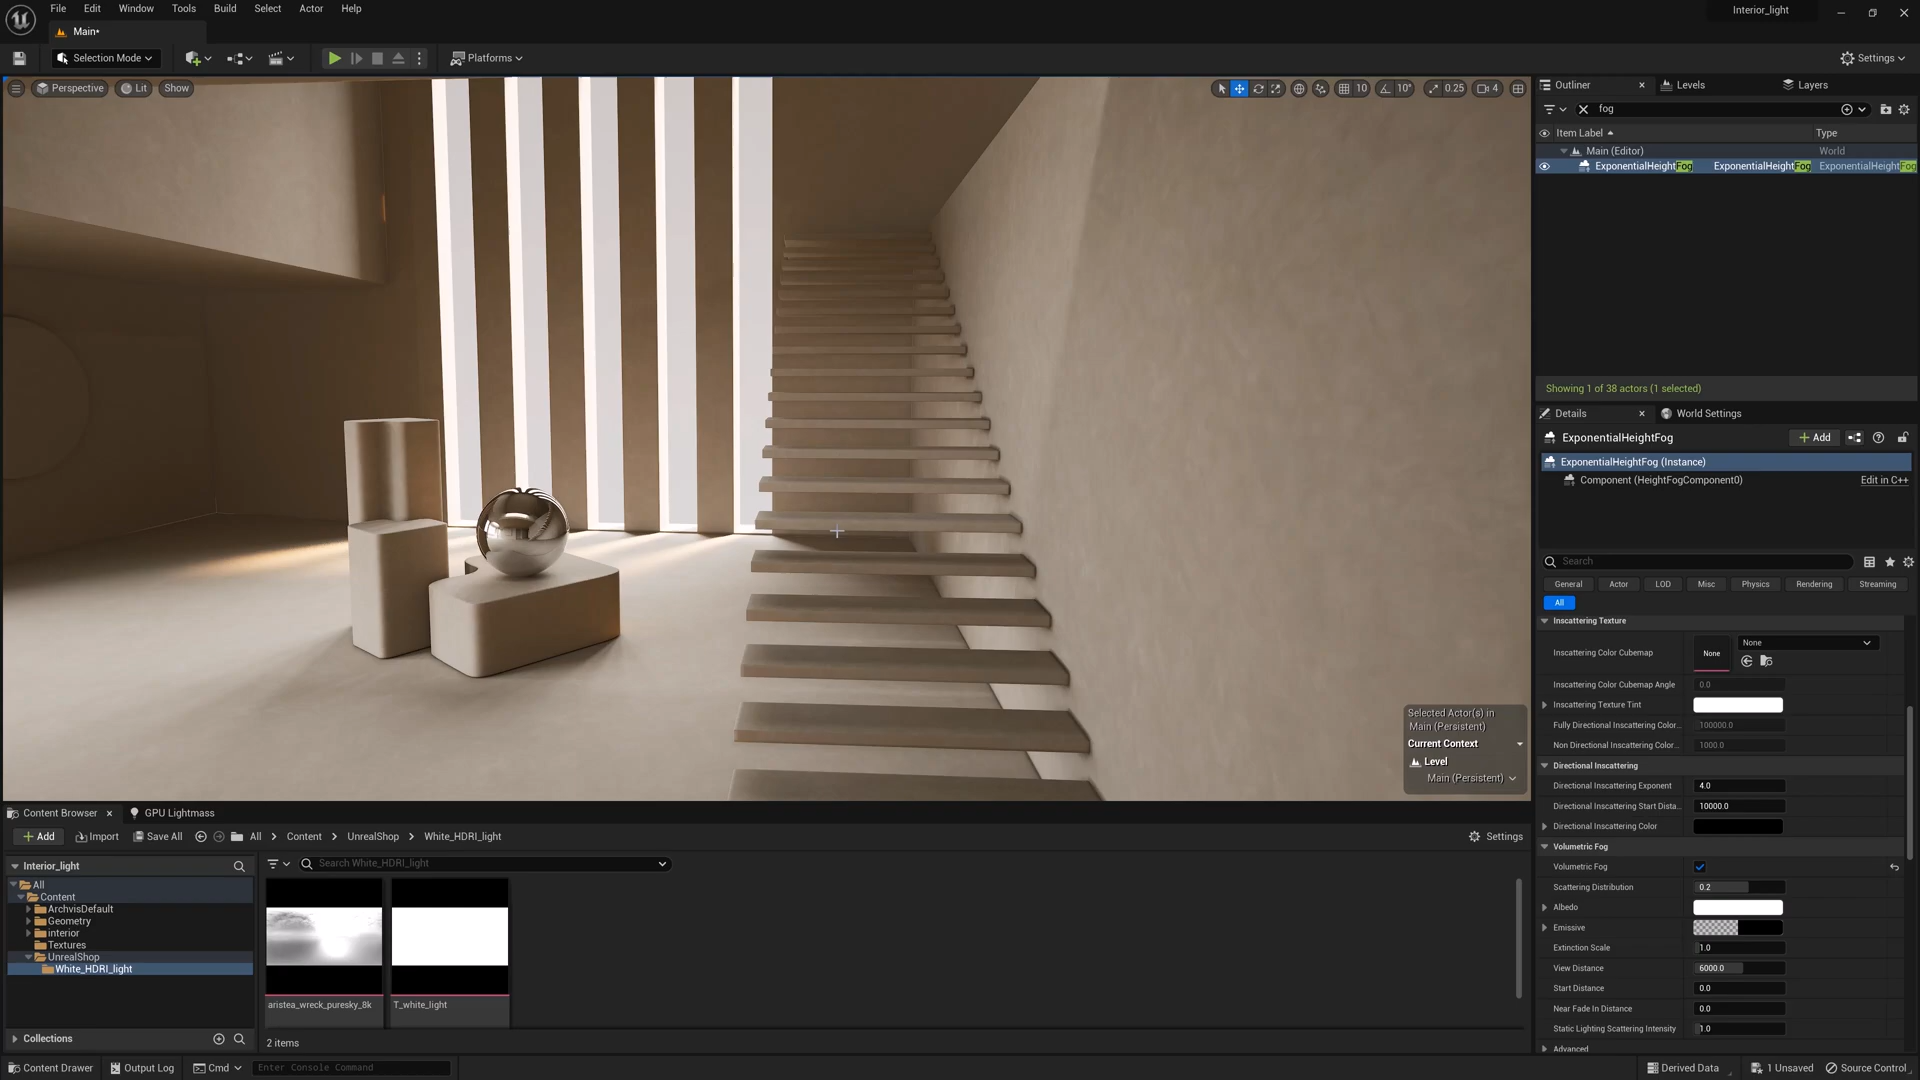 File Edit Window Tools Build Select Actor Help
Interior_light
Main*
Selection Mode
Platforms
Settings
Perspective
Lit
Show
10
10°
0.25
4
Outliner
Levels
Layers
fog
Item Label
Type
Main (Editor)
World
ExponentialHeightFog
ExponentialHeightFog
ExponentialHeightFog
Showing 1 of 38 actors (1 selected)
Details
World Settings
ExponentialHeightFog
Add
ExponentialHeightFog (Instance)
Component (HeightFogComponent0)
Edit in C++
Search
General
Actor
LOD
Misc
Physics
Rendering
Streaming
All
Inscattering Texture
Inscattering Color Cubemap
None
None
Inscattering Color Cubemap Angle
0.0
Inscattering Texture Tint
Fully Directional Inscattering Color...
100000.0
Non Directional Inscattering Color...
1000.0
Directional Inscattering
Directional Inscattering Exponent
4.0
Directional Inscattering Start Dista...
10000.0
Directional Inscattering Color
Volumetric Fog
Volumetric Fog
Scattering Distribution
0.2
Albedo
Emissive
Extinction Scale
1.0
View Distance
6000.0
Start Distance
0.0
Near Fade In Distance
0.0
Static Lighting Scattering Intensity
1.0
Advanced
Selected Actor(s) in
Main (Persistent)
Current Context
Level
Main (Persistent)
Content Browser
GPU Lightmass
Add
Import
Save All
All
Content
UnrealShop
White_HDRI_light
Settings
Interior_light
Search White_HDRI_light
All
Content
ArchvisDefault
Geometry
interior
Textures
UnrealShop
White_HDRI_light
aristea_wreck_puresky_8k
T_white_light
Collections
2 items
Content Drawer
Output Log
Cmd
Enter Console Command
Derived Data
1 Unsaved
Source Control